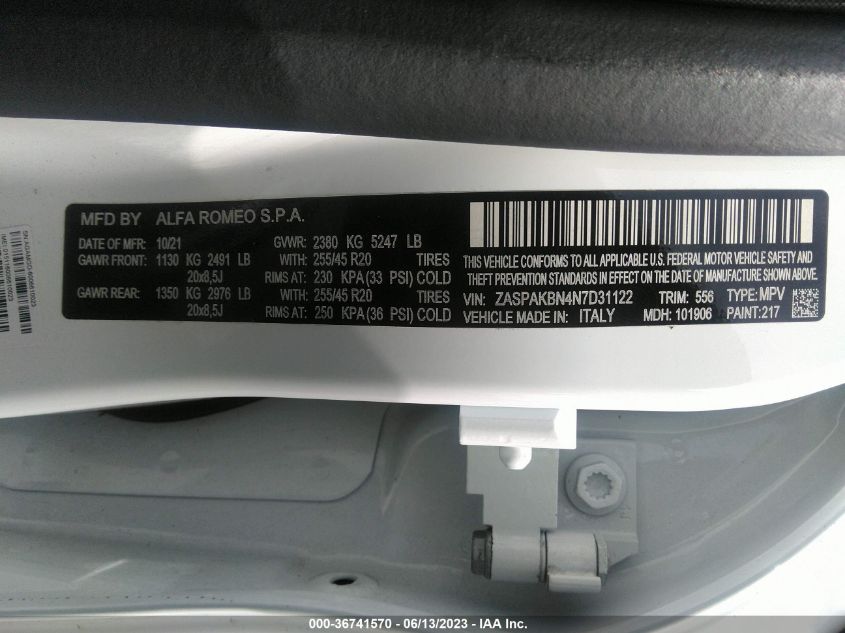 MFD BY ALFA ROMEO S.P.A.
DATE OF MFR: 10/21 GVWR: 2380 KG 5247 LB
GAWR FRONT: 1130 KG 2491 LB WITH: 255/45 R20 TIRES
20x8,5J RIMS AT: 230 KPA(33 PSI) COLD
GAWR REAR: 1350 KG 2976 LB WITH: 255/45 R20 TIRES
20x8,5J RIMS AT: 250 KPA(36 PSI) COLD
THIS VEHICLE CONFORMS TO ALL APPLICABLE U.S. FEDERAL MOTOR VEHICLE SAFETY AND
THEFT PREVENTION STANDARDS IN EFFECT ON THE DATE OF MANUFACTURE SHOWN ABOVE.
VIN: ZASPAKBN4N7D31122 TRIM: 556 TYPE: MPV
VEHICLE MADE IN: ITALY MDH: 101906 PAINT: 217
000-36741570 - 06/13/2023 - IAA Inc.